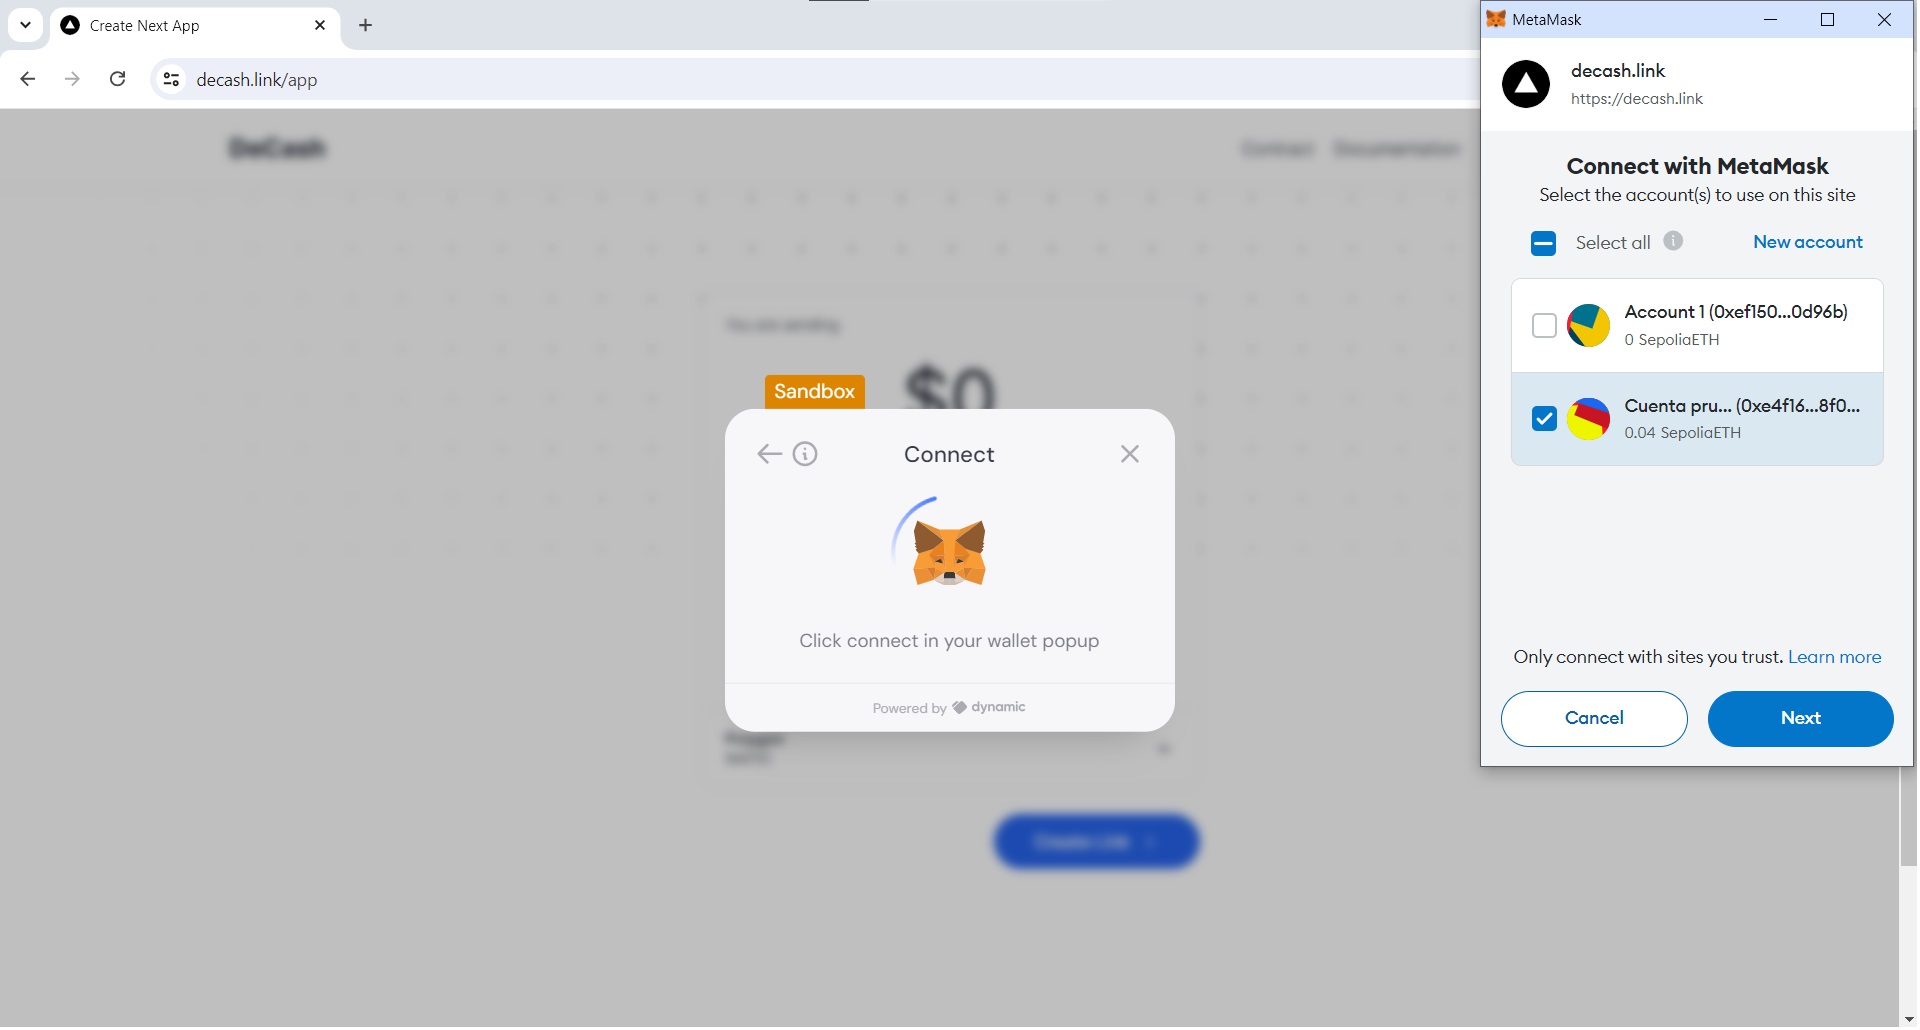 Create Next App
decash.link/app
DeCash
Contract Documentation
You are sending
$0
Sandbox
Connect
Click connect in your wallet popup
Powered by dynamic
Create Link
MetaMask
decash.link
https://decash.link
Connect with MetaMask
Select the account(s) to use on this site
Select all
New account
Account 1 (0xef150...0d96b)
0 SepoliaETH
Cuenta pru... (0xe4f16...8f0...
0.04 SepoliaETH
Only connect with sites you trust. Learn more
Cancel
Next